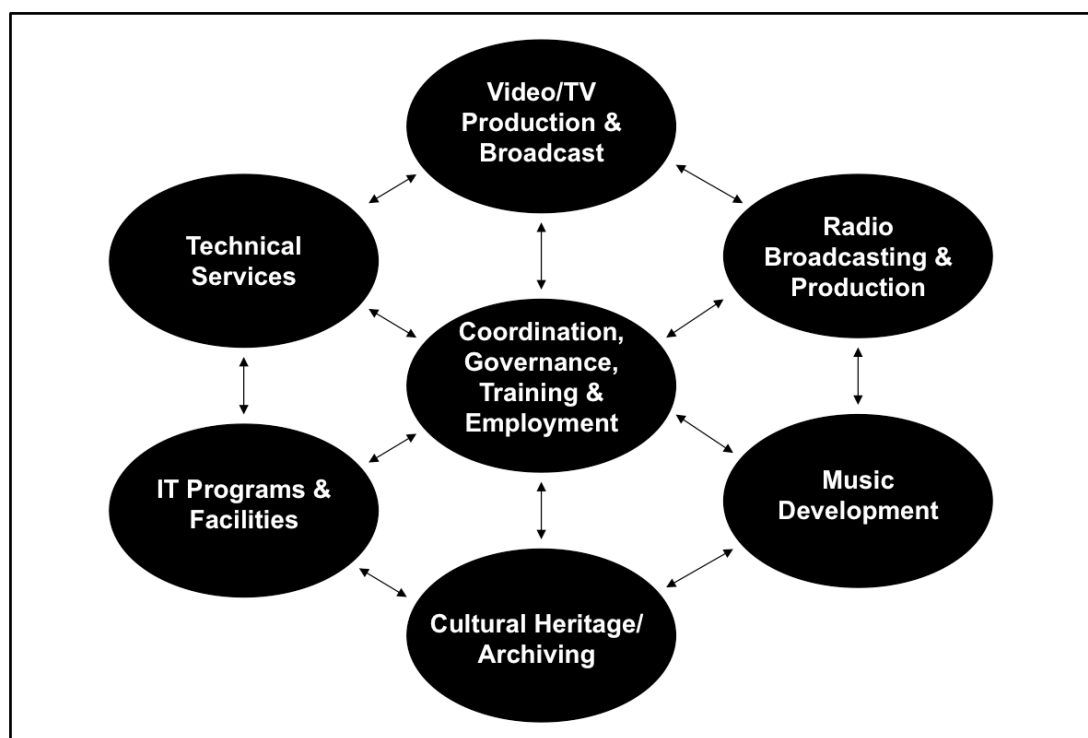 Video/TV
Production &
Broadcast
Technical
Services
Radio
Broadcasting &
Production
Coordination,
Governance,
Training &
Employment
IT Programs &
Facilities
Music
Development
Cultural Heritage/
Archiving